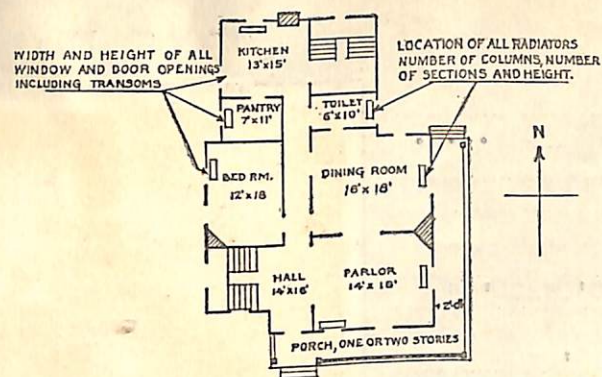 WIDTH AND HEIGHT OF ALL
WINDOW AND DOOR OPENINGS
INCLUDING TRANSOMS
LOCATION OF ALL RADIATORS
NUMBER OF COLUMNS, NUMBER
OF SECTIONS AND HEIGHT.
KITCHEN
13'X15'
PANTRY
7'X11'
TOILET
6'X10'
BED RM.
12'X18
DINING ROOM
16'X 18'
N
HALL
14'X16'
PARLOR
14'X 18'
PORCH, ONE OR TWO STORIES